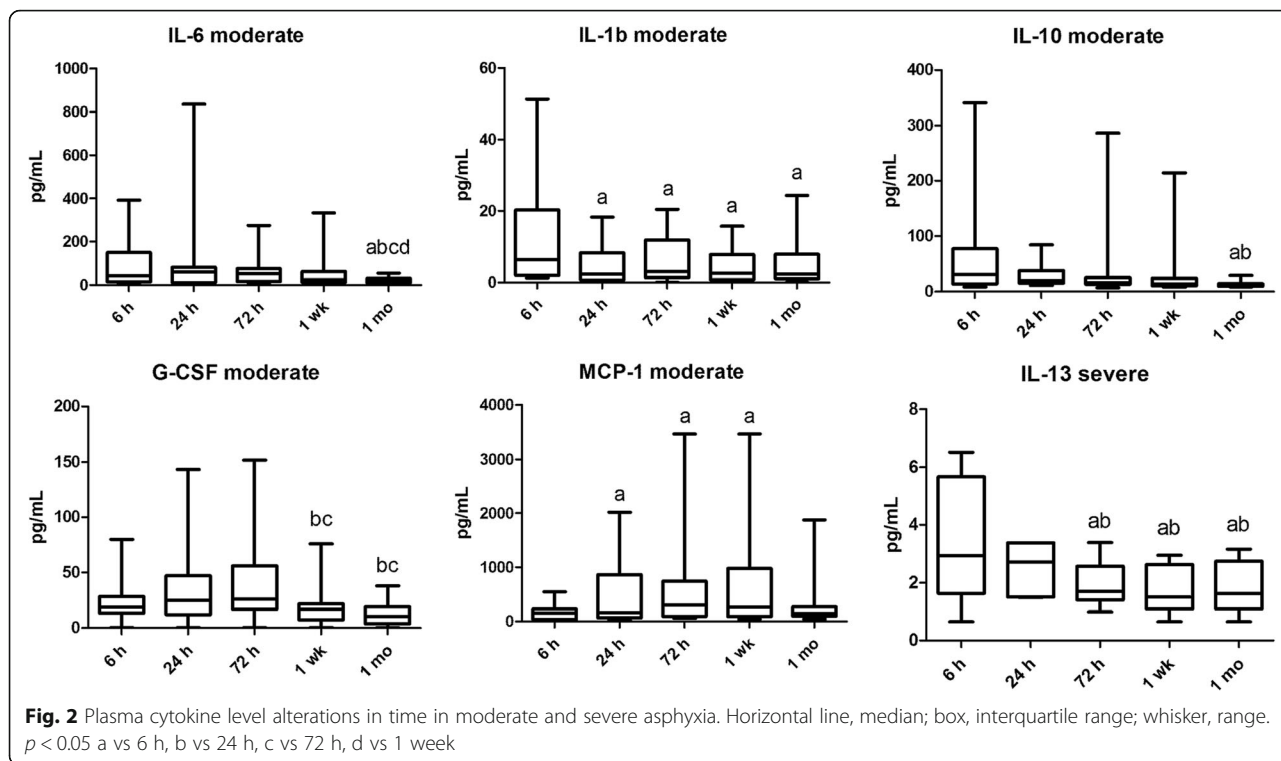 IL-6 moderate
pg/mL
1000
800
600
400
200
0
abcd
6 h
24 h
72 h
1 wk
1 mo
IL-1b moderate
pg/mL
60
40
20
0
a
a
a
a
6 h
24 h
72 h
1 wk
1 mo
IL-10 moderate
pg/mL
400
300
200
100
0
ab
6 h
24 h
72 h
1 wk
1 mo
G-CSF moderate
pg/mL
200
150
100
50
0
bc
bc
6 h
24 h
72 h
1 wk
1 mo
MCP-1 moderate
pg/mL
4000
3000
2000
1000
0
a
a
a
6 h
24 h
72 h
1 wk
1 mo
IL-13 severe
pg/mL
8
6
4
2
0
ab
ab
ab
6 h
24 h
72 h
1 wk
1 mo
Fig. 2 Plasma cytokine level alterations in time in moderate and severe asphyxia. Horizontal line, median; box, interquartile range; whisker, range.
p < 0.05 a vs 6 h, b vs 24 h, c vs 72 h, d vs 1 week